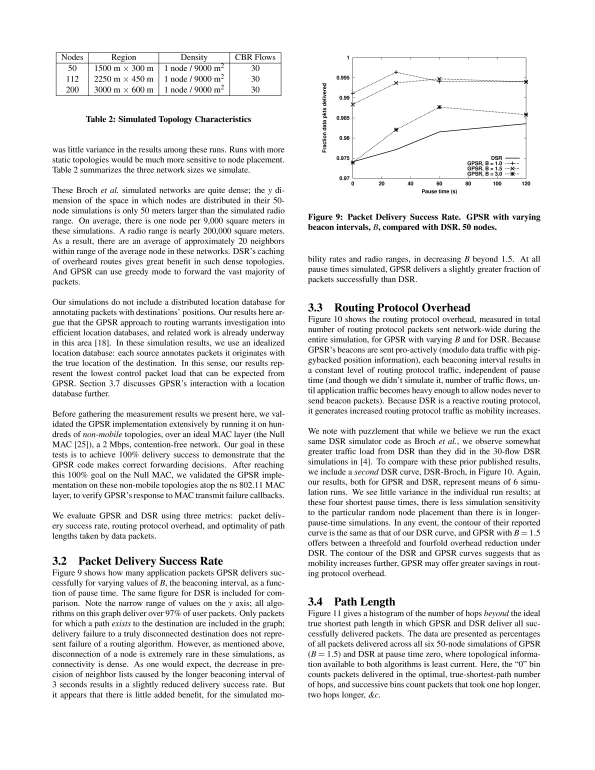 Nodes Region Density CBR Flows
50 1500 m × 300 m 1 node / 9000 m² 30
112 2250 m × 450 m 1 node / 9000 m² 30
200 3000 m × 600 m 1 node / 9000 m² 30
Table 2: Simulated Topology Characteristics
was little variance in the results among these runs. Runs with more
static topologies would be much more sensitive to node placement.
Table 2 summarizes the three network sizes we simulate.
These Broch et al. simulated networks are quite dense; the y di-
mension of the space in which nodes are distributed in their 50-
node simulations is only 50 meters larger than the simulated radio
range. On average, there is one node per 9,000 square meters in
these simulations. A radio range is nearly 200,000 square meters.
As a result, there are an average of approximately 20 neighbors
within range of the average node in these networks. DSR's caching
of overheard routes gives great benefit in such dense topologies.
And GPSR can use greedy mode to forward the vast majority of
packets.
Our simulations do not include a distributed location database for
annotating packets with destinations' positions. Our results here ar-
gue that the GPSR approach to routing warrants investigation into
efficient location databases, and related work is already underway
in this area [18]. In these simulation results, we use an idealized
location database: each source annotates packets it originates with
the true location of the destination. In this sense, our results rep-
resent the lowest control packet load that can be expected from
GPSR. Section 3.7 discusses GPSR's interaction with a location
database further.
Before gathering the measurement results we present here, we val-
idated the GPSR implementation extensively by running it on hun-
dreds of non-mobile topologies, over an ideal MAC layer (the Null
MAC [25]), a 2 Mbps, contention-free network. Our goal in these
tests is to achieve 100% delivery success to demonstrate that the
GPSR code makes correct forwarding decisions. After reaching
this 100% goal on the Null MAC, we validated the GPSR imple-
mentation on these non-mobile topologies atop the ns 802.11 MAC
layer, to verify GPSR's response to MAC transmit failure callbacks.
We evaluate GPSR and DSR using three metrics: packet deliv-
ery success rate, routing protocol overhead, and optimality of path
lengths taken by data packets.
3.2 Packet Delivery Success Rate
Figure 9 shows how many application packets GPSR delivers suc-
cessfully for varying values of B, the beaconing interval, as a func-
tion of pause time. The same figure for DSR is included for com-
parison. Note the narrow range of values on the y axis; all algo-
rithms on this graph deliver over 97% of user packets. Only packets
for which a path exists to the destination are included in the graph;
delivery failure to a truly disconnected destination does not repre-
sent failure of a routing algorithm. However, as mentioned above,
disconnection of a node is extremely rare in these simulations, as
connectivity is dense. As one would expect, the decrease in pre-
cision of neighbor lists caused by the longer beaconing interval of
3 seconds results in a slightly reduced delivery success rate. But
it appears that there is little added benefit, for the simulated mo-
1
0.995
0.99
0.985
0.98
0.975
0.97
Fraction data pkts delivered
0 20 40 60 80 100 120
Pause time (s)
DSR
GPSR, B = 1.0
GPSR, B = 1.5
GPSR, B = 3.0
Figure 9: Packet Delivery Success Rate. GPSR with varying
beacon intervals, B, compared with DSR. 50 nodes.
bility rates and radio ranges, in decreasing B beyond 1.5. At all
pause times simulated, GPSR delivers a slightly greater fraction of
packets successfully than DSR.
3.3 Routing Protocol Overhead
Figure 10 shows the routing protocol overhead, measured in total
number of routing protocol packets sent network-wide during the
entire simulation, for GPSR with varying B and for DSR. Because
GPSR's beacons are sent pro-actively (modulo data traffic with pig-
gybacked position information), each beaconing interval results in
a constant level of routing protocol traffic, independent of pause
time (and though we didn't simulate it, number of traffic flows, un-
til application traffic becomes heavy enough to allow nodes never to
send beacon packets). Because DSR is a reactive routing protocol,
it generates increased routing protocol traffic as mobility increases.
We note with puzzlement that while we believe we run the exact
same DSR simulator code as Broch et al., we observe somewhat
greater traffic load from DSR than they did in the 30-flow DSR
simulations in [4]. To compare with these prior published results,
we include a second DSR curve, DSR-Broch, in Figure 10. Again,
our results, both for GPSR and DSR, represent means of 6 simu-
lation runs. We see little variance in the individual run results; at
these four shortest pause times, there is less simulation sensitivity
to the particular random node placement than there is in longer-
pause-time simulations. In any event, the contour of their reported
curve is the same as that of our DSR curve, and GPSR with B = 1.5
offers between a threefold and fourfold overhead reduction under
DSR. The contour of the DSR and GPSR curves suggests that as
mobility increases further, GPSR may offer greater savings in rout-
ing protocol overhead.
3.4 Path Length
Figure 11 gives a histogram of the number of hops beyond the ideal
true shortest path length in which GPSR and DSR deliver all suc-
cessfully delivered packets. The data are presented as percentages
of all packets delivered across all six 50-node simulations of GPSR
(B = 1.5) and DSR at pause time zero, where topological informa-
tion available to both algorithms is least current. Here, the "0" bin
counts packets delivered in the optimal, true-shortest-path number
of hops, and successive bins count packets that took one hop longer,
two hops longer, &c.